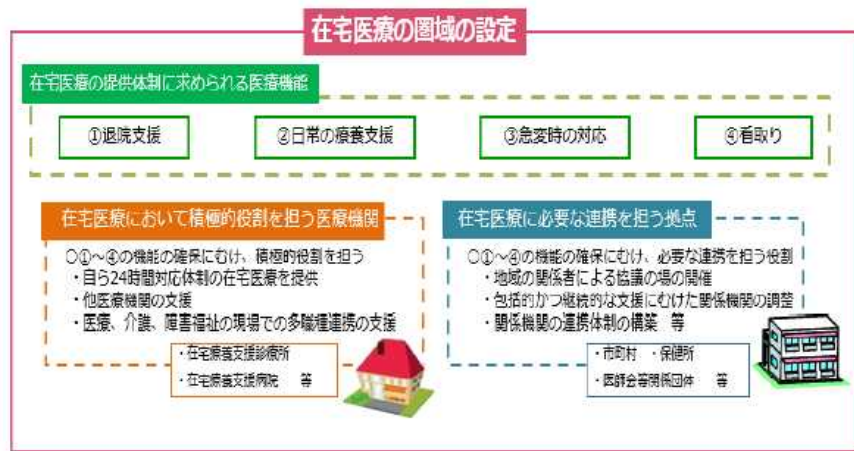 在宅医療の圏域の設定
在宅医療の提供体制に求められる医療機能
①退院支援
②日常の療養支援
③急変時の対応
④看取り
在宅医療において積極的役割を担う医療機関
○①～④の機能の確保にむけ、積極的役割を担う
・自ら24時間対応体制の在宅医療を提供
・他医療機関の支援
・医療、介護、障害福祉の現場での多職種連携の支援
・在宅療養支援診療所
・在宅療養支援病院　等
在宅医療に必要な連携を担う拠点
○①～④の機能の確保にむけ、必要な連携を担う役割
・地域の関係者による協議の場の開催
・包括的かつ継続的な支援にむけた関係機関の調整
・関係機関の連携体制の構築　等
・市町村　・保健所
・医師会等関係団体　等